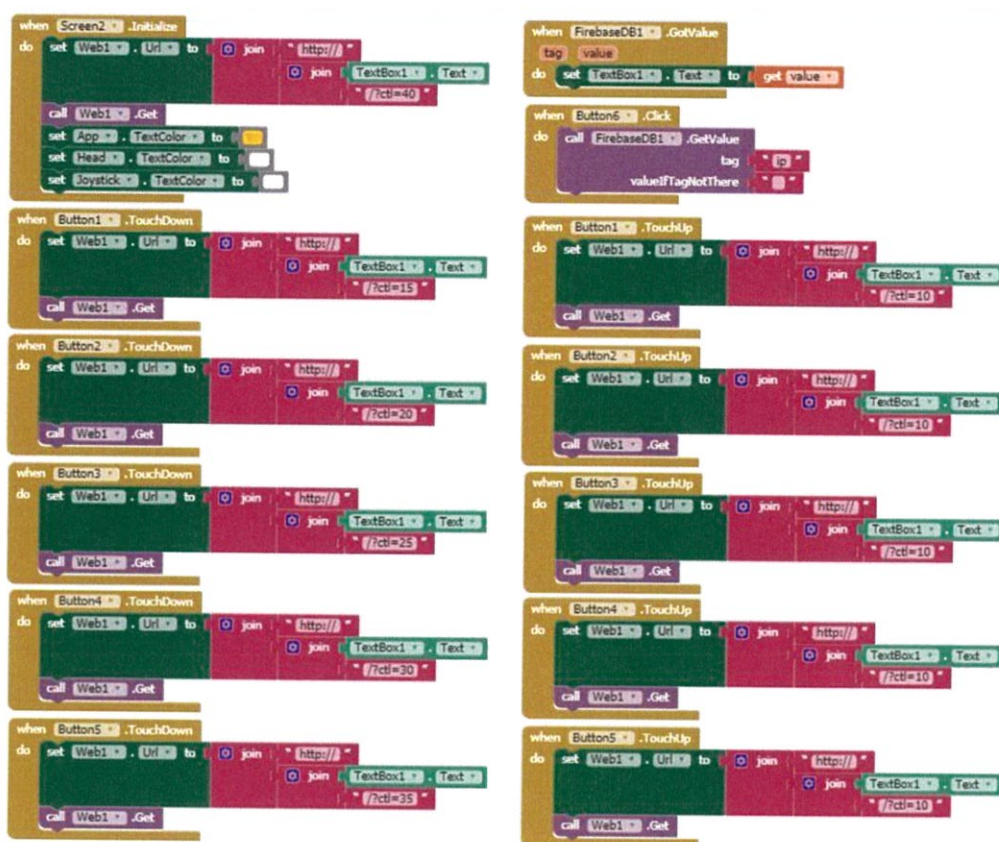 when Screen2 .Initialize
do set Web1 . Url to join " http:// "
join TextBox1 . Text
" /?ctl=40 "
call Web1 .Get
set App . TextColor to
set Head . TextColor to
set Joystick . TextColor to
when Button1 .TouchDown
do set Web1 . Url to join " http:// "
join TextBox1 . Text
" /?ctl=15 "
call Web1 .Get
when Button2 .TouchDown
do set Web1 . Url to join " http:// "
join TextBox1 . Text
" /?ctl=20 "
call Web1 .Get
when Button3 .TouchDown
do set Web1 . Url to join " http:// "
join TextBox1 . Text
" /?ctl=25 "
call Web1 .Get
when Button4 .TouchDown
do set Web1 . Url to join " http:// "
join TextBox1 . Text
" /?ctl=30 "
call Web1 .Get
when Button5 .TouchDown
do set Web1 . Url to join " http:// "
join TextBox1 . Text
" /?ctl=35 "
call Web1 .Get
when FirebaseDB1 .GotValue
tag value
do set TextBox1 . Text to get value
when Button6 .Click
do call FirebaseDB1 .GetValue
tag " ip "
valueIfTagNotThere " "
when Button1 .TouchUp
do set Web1 . Url to join " http:// "
join TextBox1 . Text
" /?ctl=10 "
call Web1 .Get
when Button2 .TouchUp
do set Web1 . Url to join " http:// "
join TextBox1 . Text
" /?ctl=10 "
call Web1 .Get
when Button3 .TouchUp
do set Web1 . Url to join " http:// "
join TextBox1 . Text
" /?ctl=10 "
call Web1 .Get
when Button4 .TouchUp
do set Web1 . Url to join " http:// "
join TextBox1 . Text
" /?ctl=10 "
call Web1 .Get
when Button5 .TouchUp
do set Web1 . Url to join " http:// "
join TextBox1 . Text
" /?ctl=10 "
call Web1 .Get